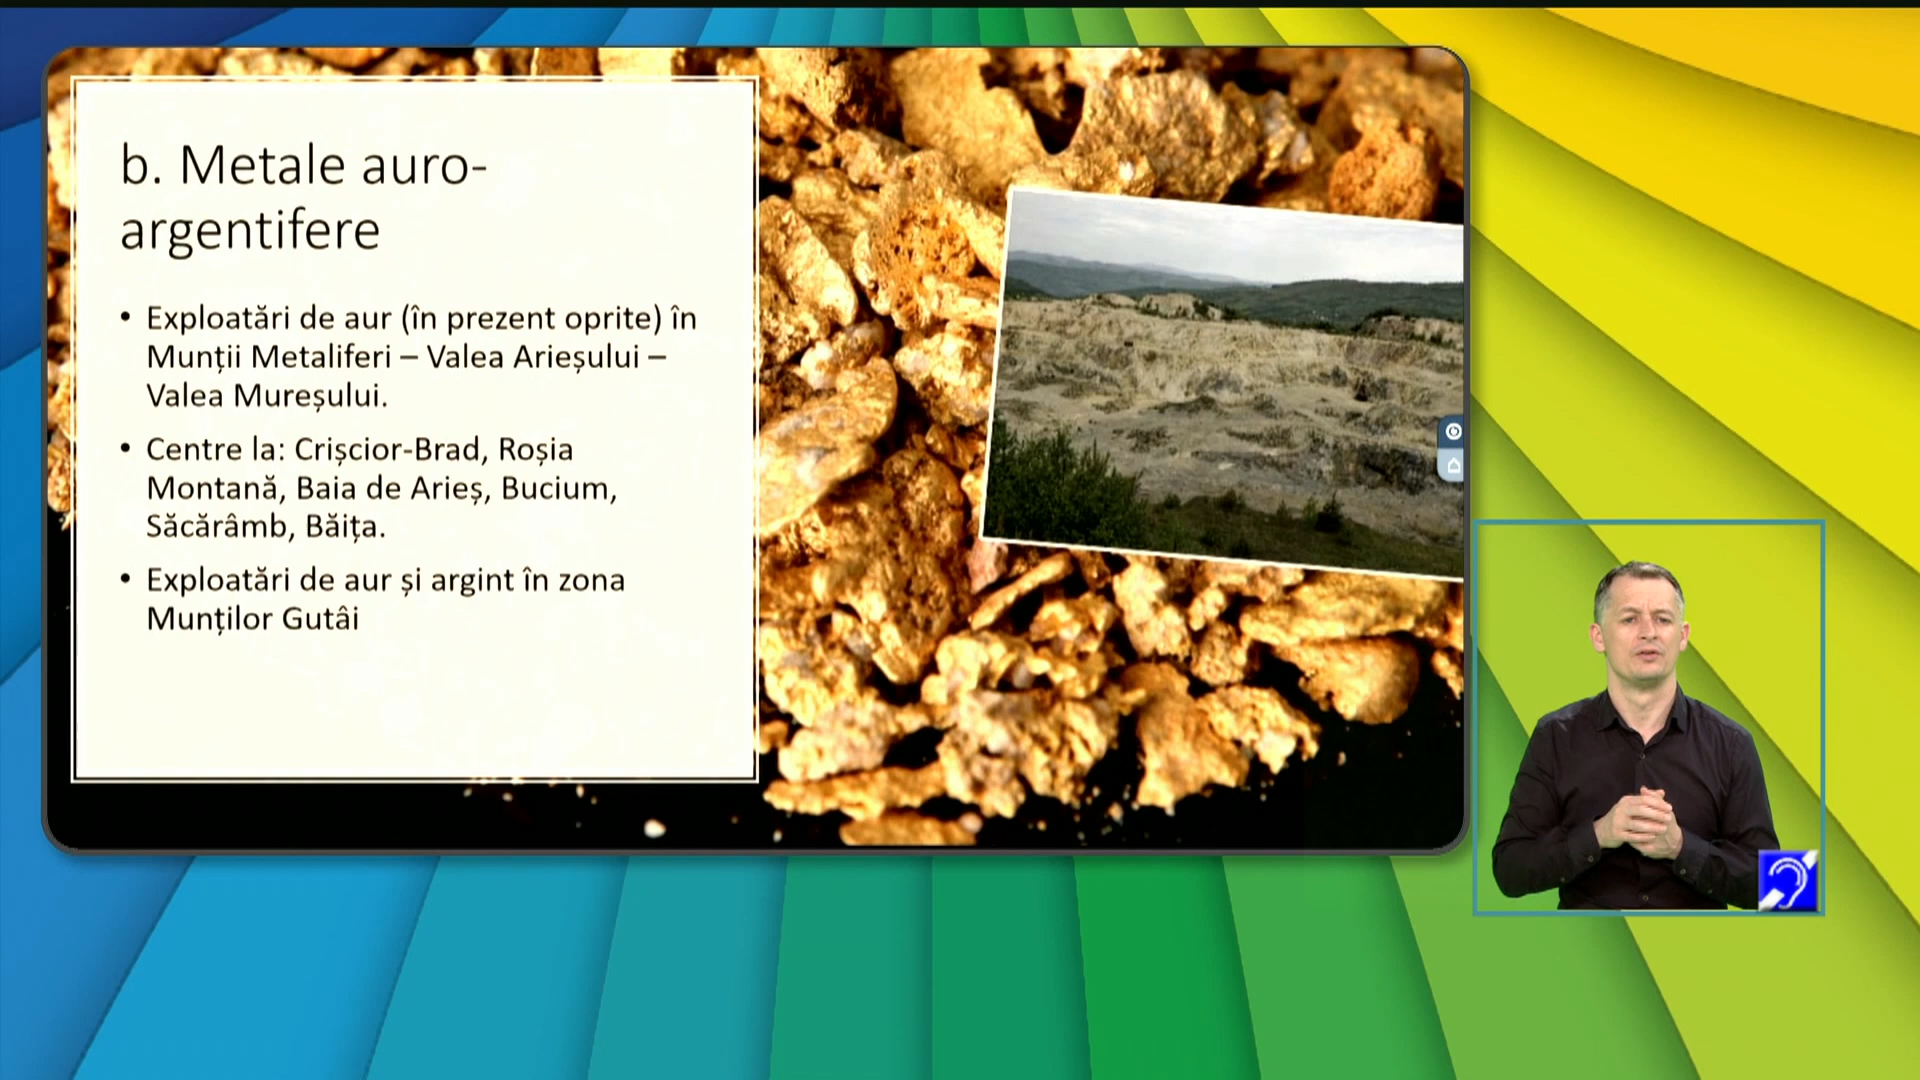 b. Metale auro-
argentifere
• Exploatări de aur (în prezent oprite) în
Munții Metaliferi – Valea Arieșului –
Valea Mureșului.
• Centre la: Crișcior-Brad, Roșia
Montană, Baia de Arieș, Bucium,
Săcărâmb, Băița.
• Exploatări de aur și argint în zona
Munților Gutâi